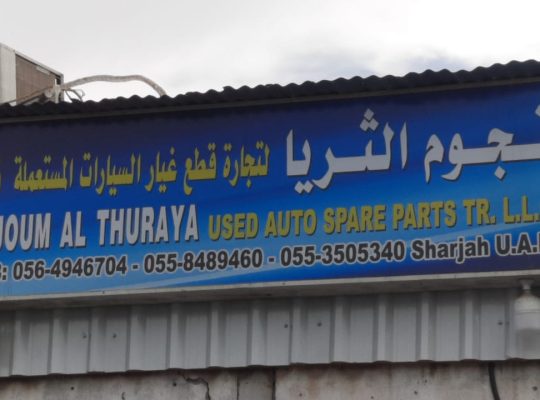 نجوم الثريا لتجارة قطع غيار السيارات المستعملة
JOUM AL THURAYA USED AUTO SPARE PARTS TR. L.L.
: 056-4946704 - 055-8489460 - 055-3505340 Sharjah U.A.